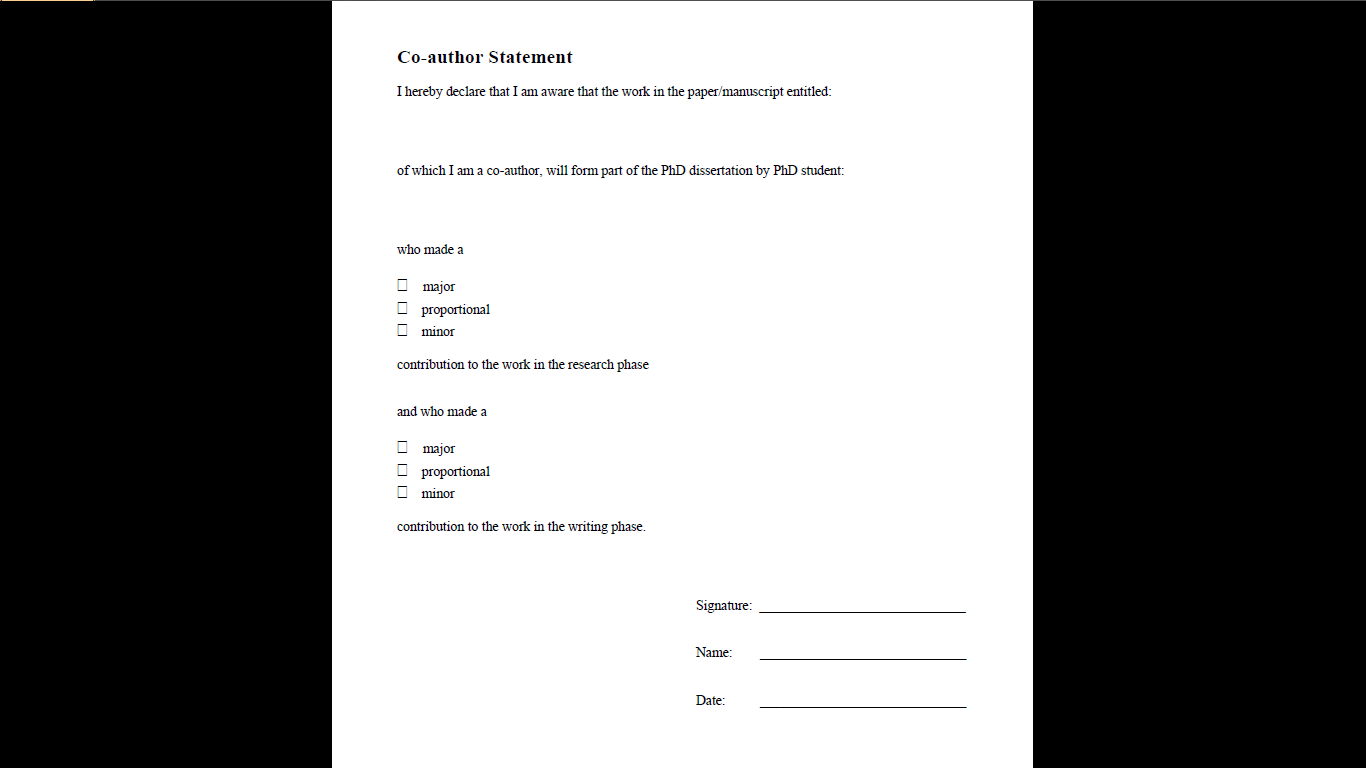 Co-author Statement
I hereby declare that I am aware that the work in the paper/manuscript entitled:
of which I am a co-author, will form part of the PhD dissertation by PhD student:
who made a
☐ major
☐ proportional
☐ minor
contribution to the work in the research phase
and who made a
☐ major
☐ proportional
☐ minor
contribution to the work in the writing phase.
Signature:
Name:
Date: